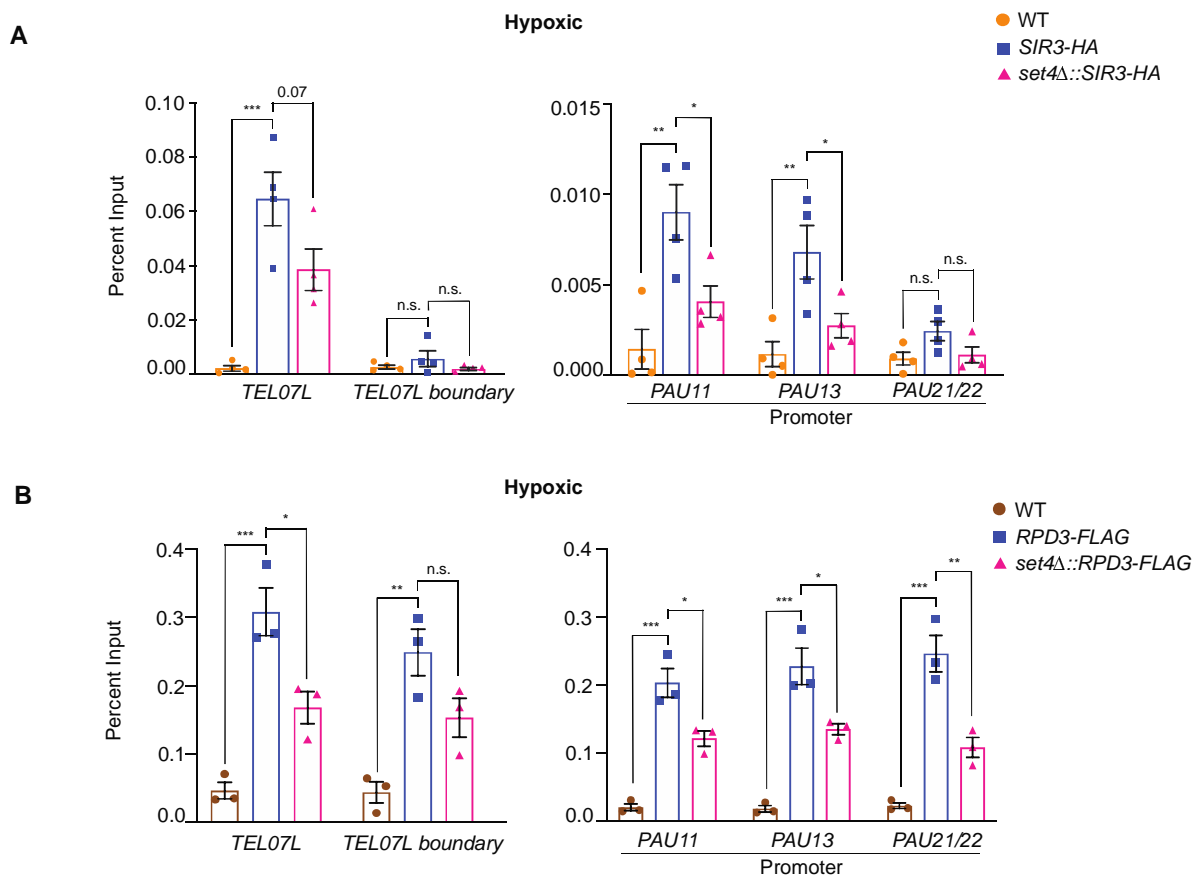 A
Hypoxic
WT
SIR3-HA
set4Δ::SIR3-HA
Percent Input
0.10
0.08
0.06
0.04
0.02
0.00
***
0.07
n.s.
n.s.
TEL07L
TEL07L boundary
0.015
0.010
0.005
0.000
**
*
**
*
n.s.
n.s.
PAU11
PAU13
PAU21/22
Promoter
B
Hypoxic
WT
RPD3-FLAG
set4Δ::RPD3-FLAG
Percent Input
0.4
0.3
0.2
0.1
0.0
***
*
**
n.s.
TEL07L
TEL07L boundary
0.4
0.3
0.2
0.1
0.0
***
*
***
*
***
**
PAU11
PAU13
PAU21/22
Promoter